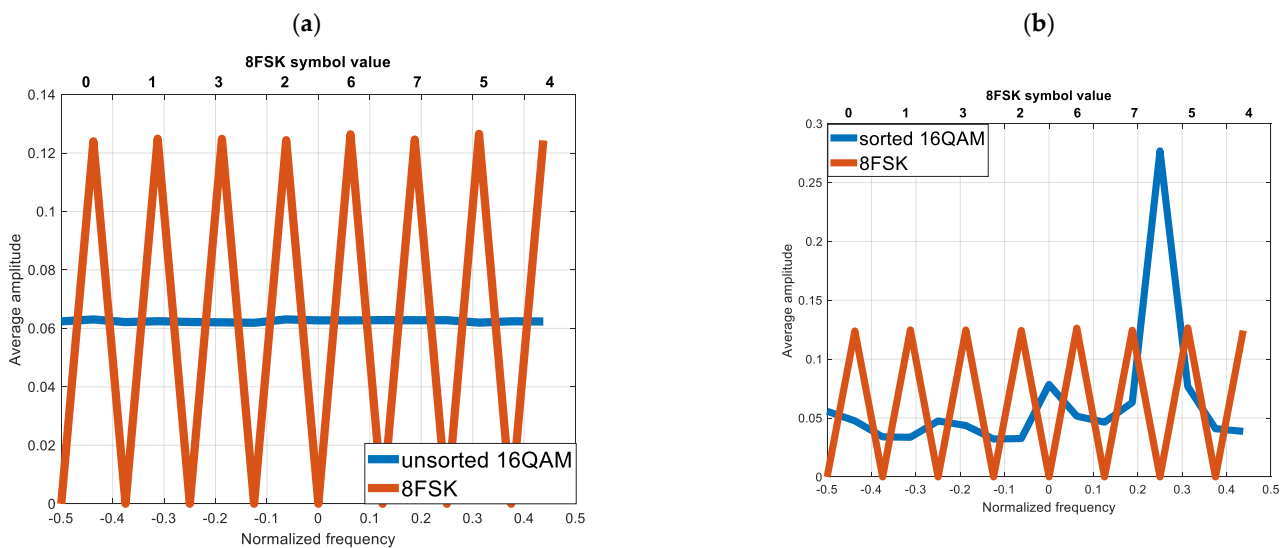 (a)
8FSK symbol value
0 1 3 2 6 7 5 4
0.14
0.12
0.1
0.08
0.06
0.04
0.02
0
Average amplitude
unsorted 16QAM
8FSK
-0.5 -0.4 -0.3 -0.2 -0.1 0 0.1 0.2 0.3 0.4 0.5
Normalized frequency
(b)
8FSK symbol value
0 1 3 2 6 7 5 4
sorted 16QAM
8FSK
0.3
0.25
0.2
0.15
0.1
0.05
0
Average amplitude
-0.5 -0.4 -0.3 -0.2 -0.1 0 0.1 0.2 0.3 0.4 0.5
Normalized frequency